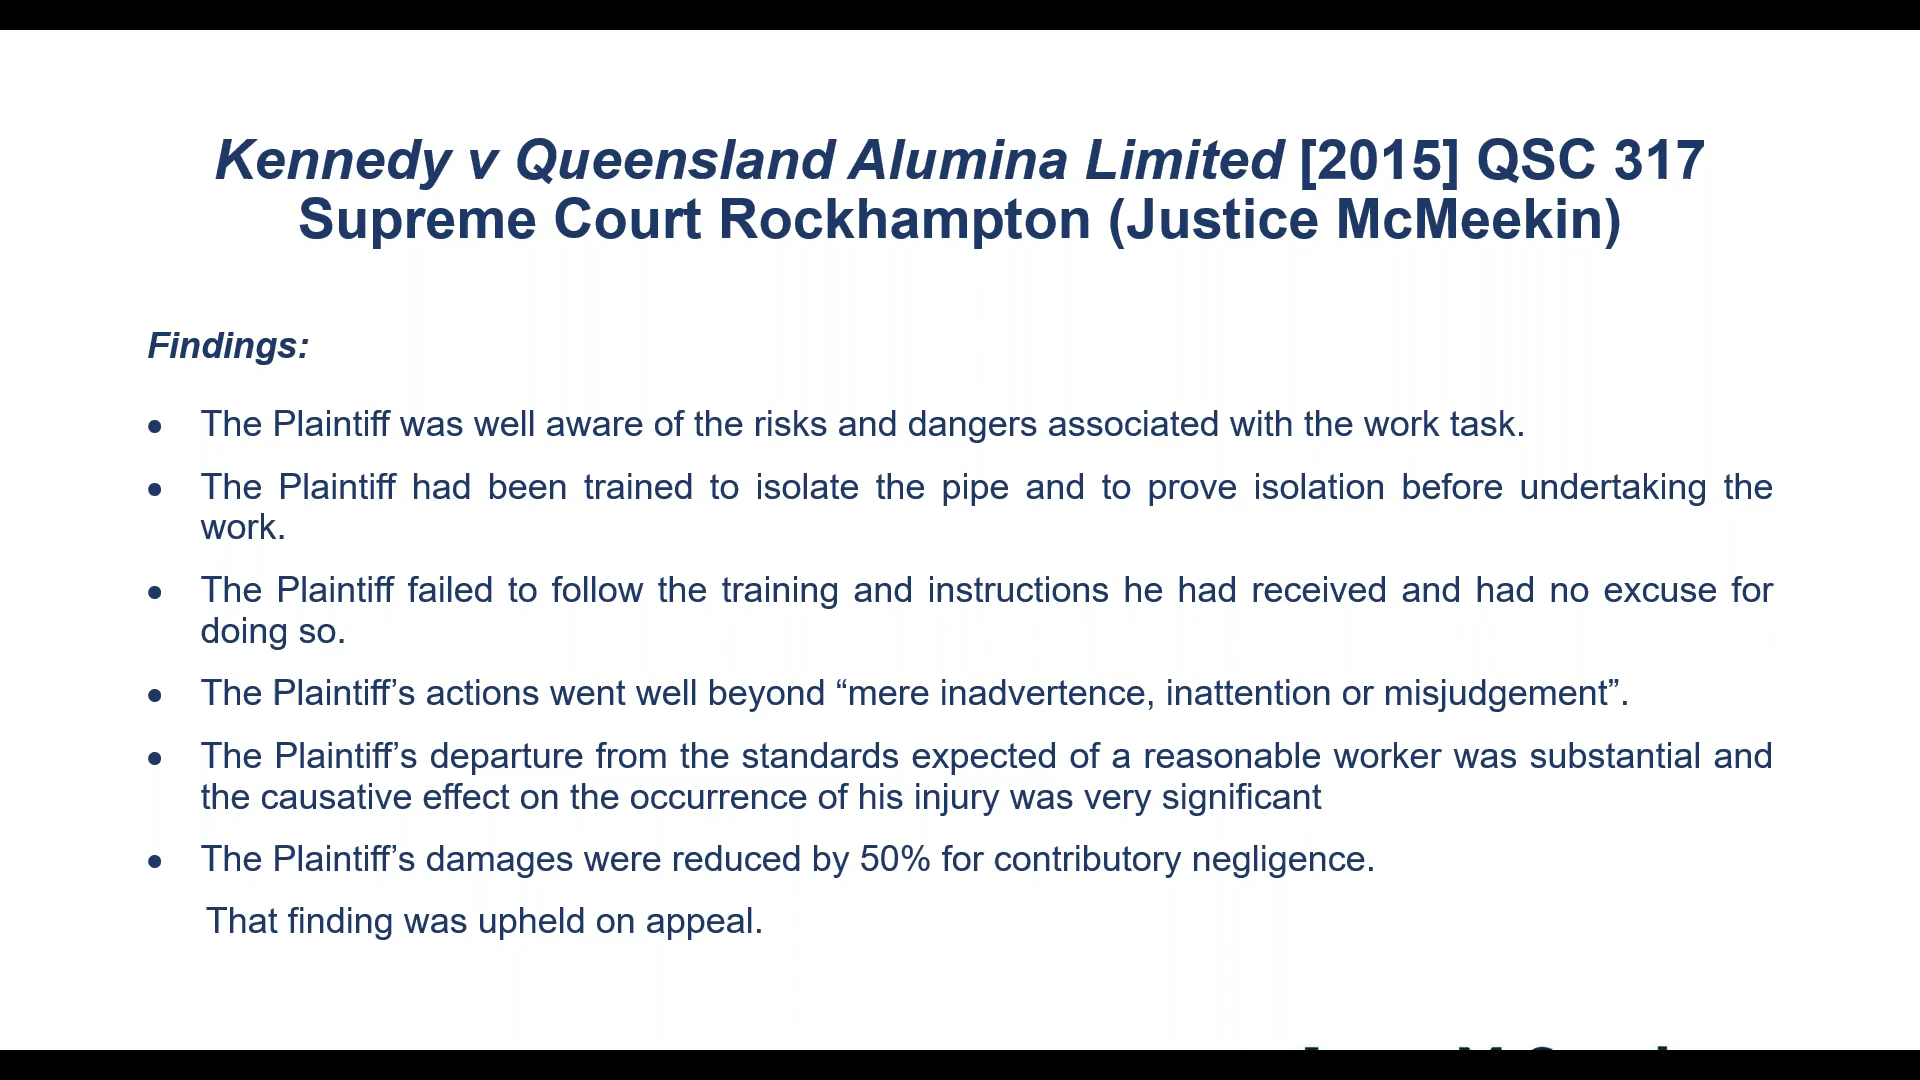 Kennedy v Queensland Alumina Limited [2015] QSC 317
Supreme Court Rockhampton (Justice McMeekin)
Findings:
• The Plaintiff was well aware of the risks and dangers associated with the work task.
• The Plaintiff had been trained to isolate the pipe and to prove isolation before undertaking the
work.
• The Plaintiff failed to follow the training and instructions he had received and had no excuse for
doing so.
• The Plaintiff’s actions went well beyond “mere inadvertence, inattention or misjudgement”.
• The Plaintiff’s departure from the standards expected of a reasonable worker was substantial and
the causative effect on the occurrence of his injury was very significant
• The Plaintiff’s damages were reduced by 50% for contributory negligence.
That finding was upheld on appeal.